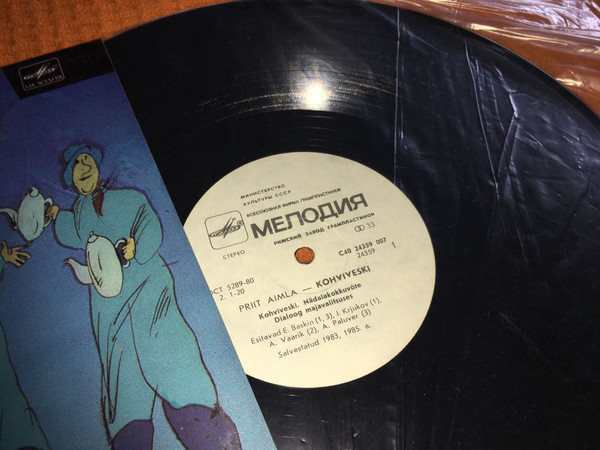 МЕЛОДИЯ
МИНИСТЕРСТВО
КУЛЬТУРЫ СССР
ВСЕСОЮЗНАЯ ФИРМА ГРАМПЛАСТИНОК
МЕЛОДИЯ
РИЖСКИЙ ЗАВОД ГРАМПЛАСТИНОК
СТЕРЕО
33
ОСТ 5289-80
C40 24359 007
2. 1-20
24359
1
PRIIT AIMLA — KOHVIVESKI
Kohviveski. Nädalakokkuvõte
Dialoog majavalitsuses
Esitavad E. Baskin (1, 3), J. Krjukov (1),
A. Vaarik (2), A. Paluver (3)
Salvestatud 1983, 1985. a.